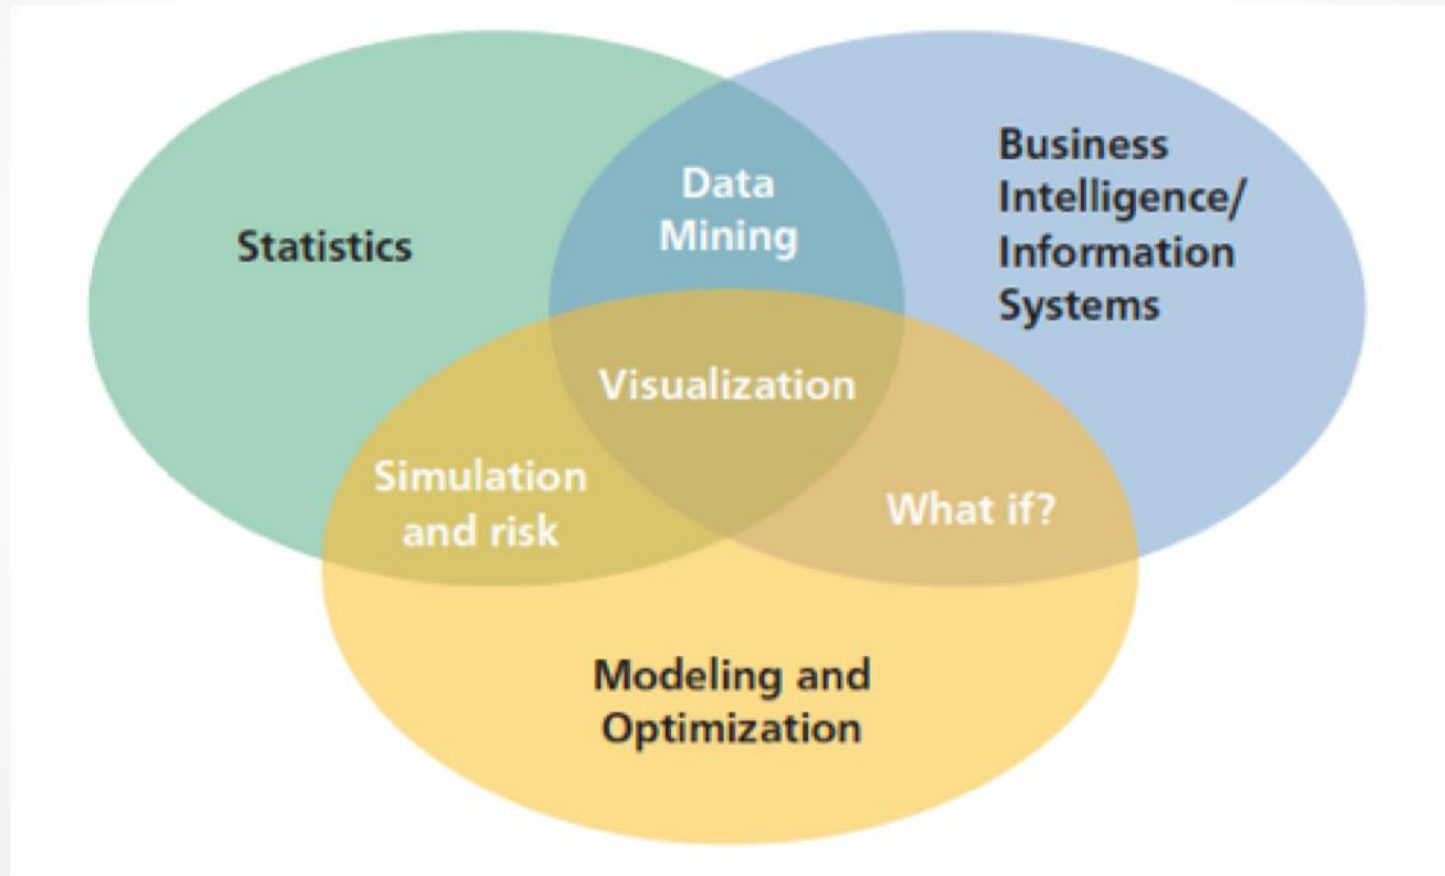 Statistics
Data
Mining
Business
Intelligence/
Information
Systems
Visualization
Simulation
and risk
What if?
Modeling and
Optimization